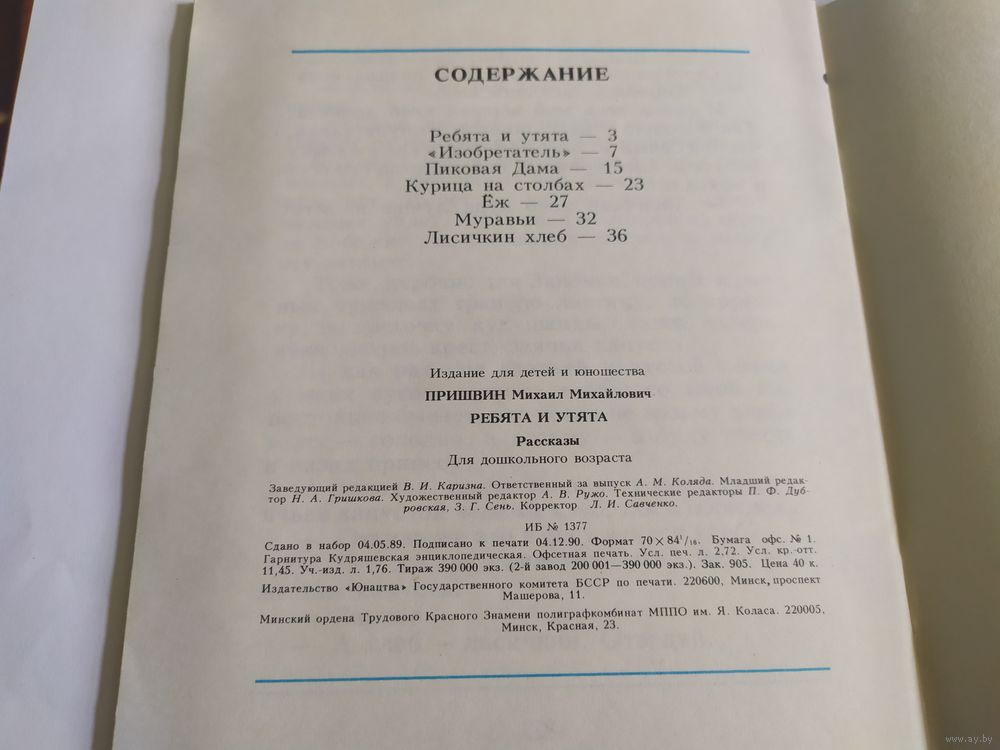 СОДЕРЖАНИЕ
Ребята и утята — 3
«Изобретатель» — 7
Пиковая Дама — 15
Курица на столбах — 23
Ёж — 27
Муравьи — 32
Лисичкин хлеб — 36
Издание для детей и юношества
ПРИШВИН Михаил Михайлович
РЕБЯТА И УТЯТА
Рассказы
Для дошкольного возраста
Заведующий редакцией В. И. Каризна. Ответственный за выпуск А. М. Коляда. Младший редак-
тор Н. А. Гришкова. Художественный редактор А. В. Ружо. Технические редакторы П. Ф. Дуб-
ровская, З. Г. Сень. Корректор Л. И. Савченко.
ИБ № 1377
Сдано в набор 04.05.89. Подписано к печати 04.12.90. Формат 70 × 84¹/₁₆. Бумага офс. № 1.
Гарнитура Кудряшевская энциклопедическая. Офсетная печать. Усл. печ. л. 2,72. Усл. кр.-отт.
11,45. Уч.-изд. л. 1,76. Тираж 390 000 экз. (2-й завод 200 001—390 000 экз.). Зак. 905. Цена 40 к.
Издательство «Юнацтва» Государственного комитета БССР по печати. 220600, Минск, проспект
Машерова, 11.
Минский ордена Трудового Красного Знамени полиграфкомбинат МППО им. Я. Коласа. 220005,
Минск, Красная, 23.
www.ay.by